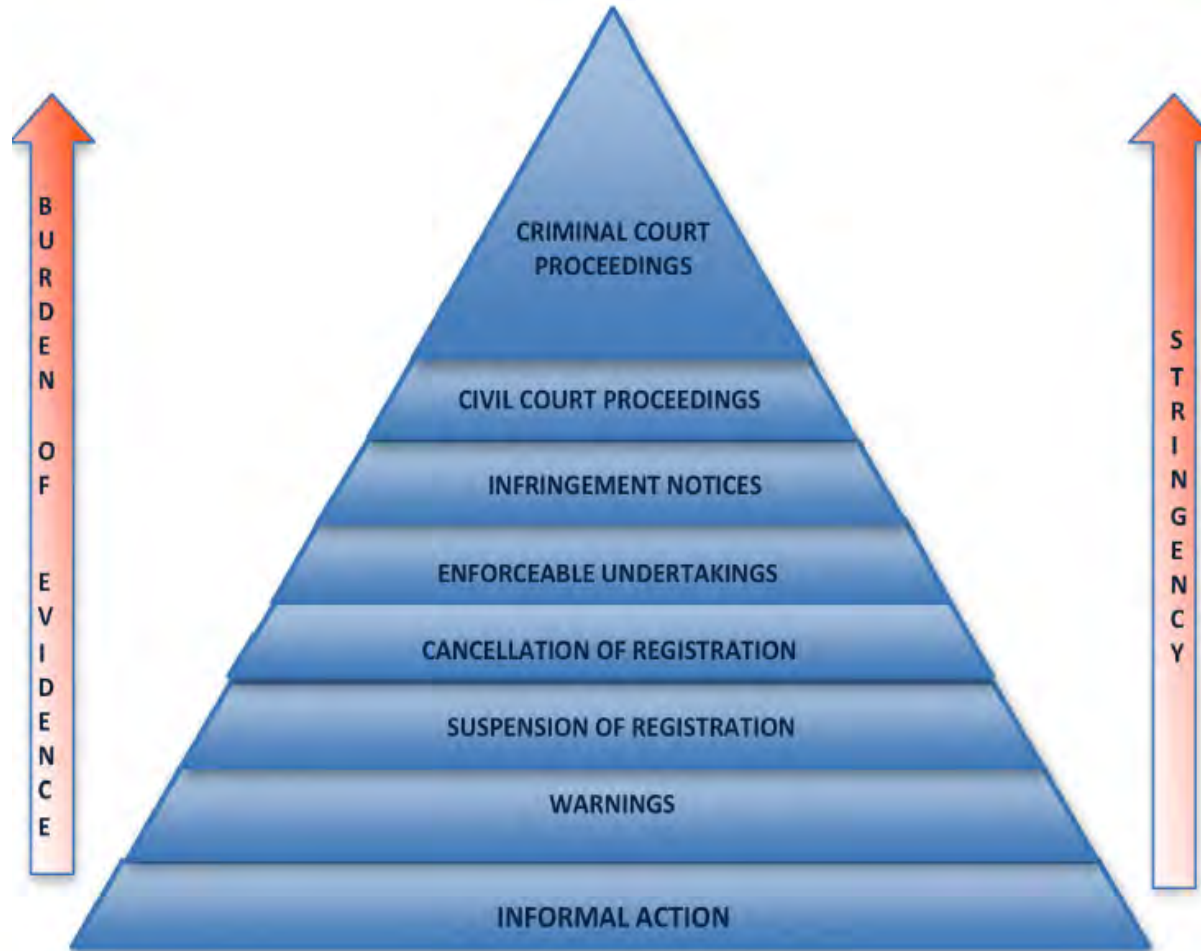 BURDEN OF EVIDENCE
CRIMINAL COURT
PROCEEDINGS
CIVIL COURT PROCEEDINGS
INFRINGEMENT NOTICES
ENFORCEABLE UNDERTAKINGS
CANCELLATION OF REGISTRATION
SUSPENSION OF REGISTRATION
WARNINGS
INFORMAL ACTION
STRINGENCY